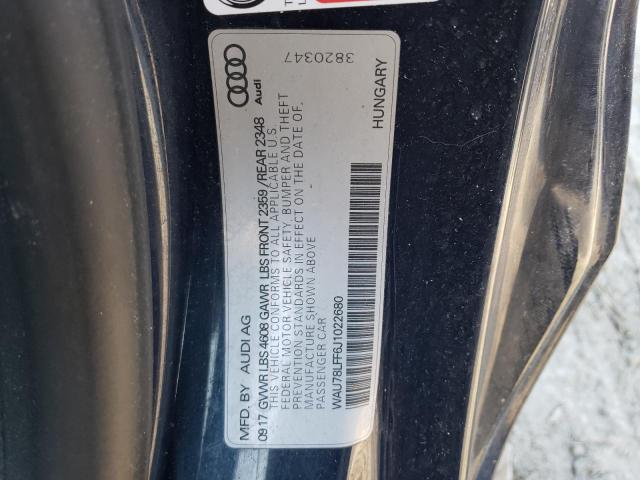 Audi
MFD. BY AUDI AG
3820347
09 17 GVWR LBS 4608 GAWR LBS FRONT 2359 / REAR 2348
THIS VEHICLE CONFORMS TO ALL APPLICABLE U.S
FEDERAL MOTOR VEHICLE SAFETY, BUMPER AND THEFT
PREVENTION STANDARDS IN EFFECT ON THE DATE OF
MANUFACTURE SHOWN ABOVE
PASSENGER CAR
WAU78LFF6J1022680
HUNGARY